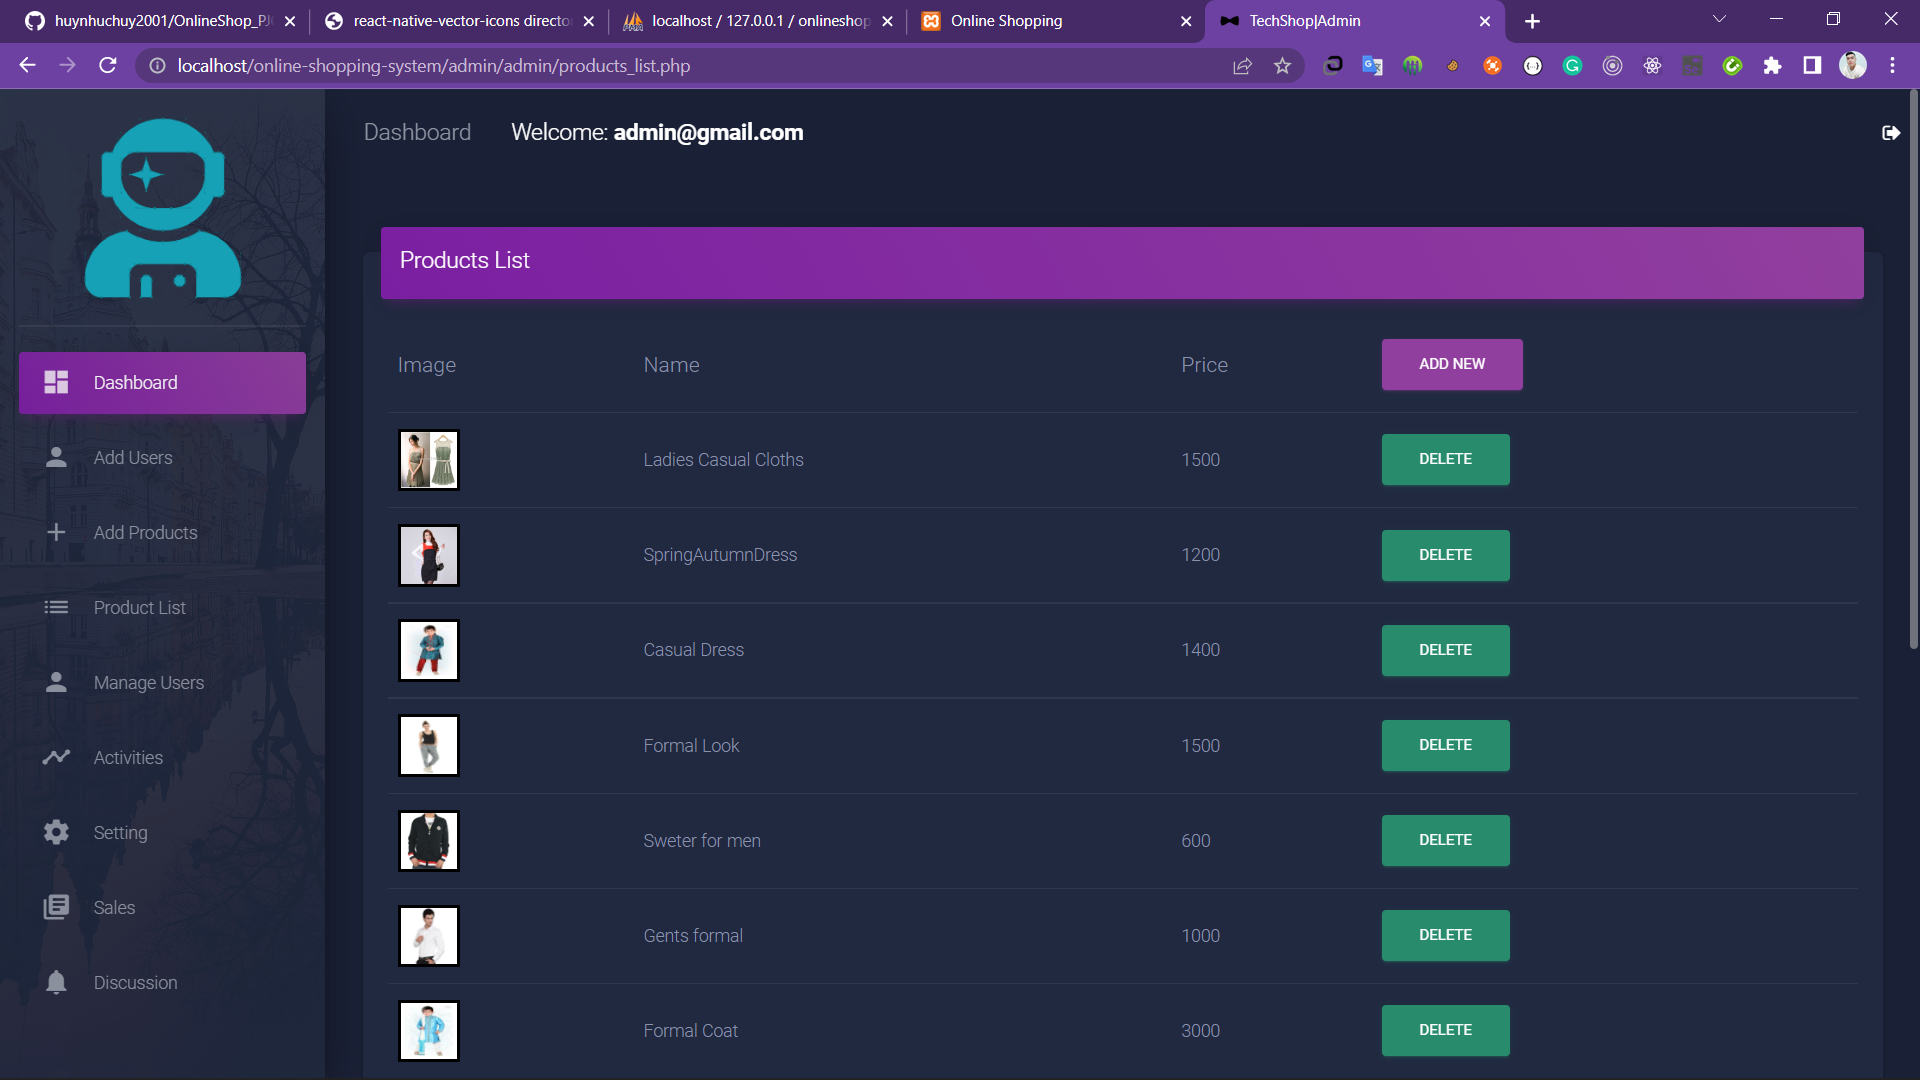 huynhuchuy2001/OnlineShop_PJ
react-native-vector-icons directo
localhost / 127.0.0.1 / onlineshop
Online Shopping
TechShop|Admin
localhost/online-shopping-system/admin/admin/products_list.php
Dashboard
Welcome: admin@gmail.com
Products List
Image
Name
Price
ADD NEW
Dashboard
Add Users
Add Products
Product List
Manage Users
Activities
Setting
Sales
Discussion
Ladies Casual Cloths
1500
DELETE
SpringAutumnDress
1200
DELETE
Casual Dress
1400
DELETE
Formal Look
1500
DELETE
Sweter for men
600
DELETE
Gents formal
1000
DELETE
Formal Coat
3000
DELETE